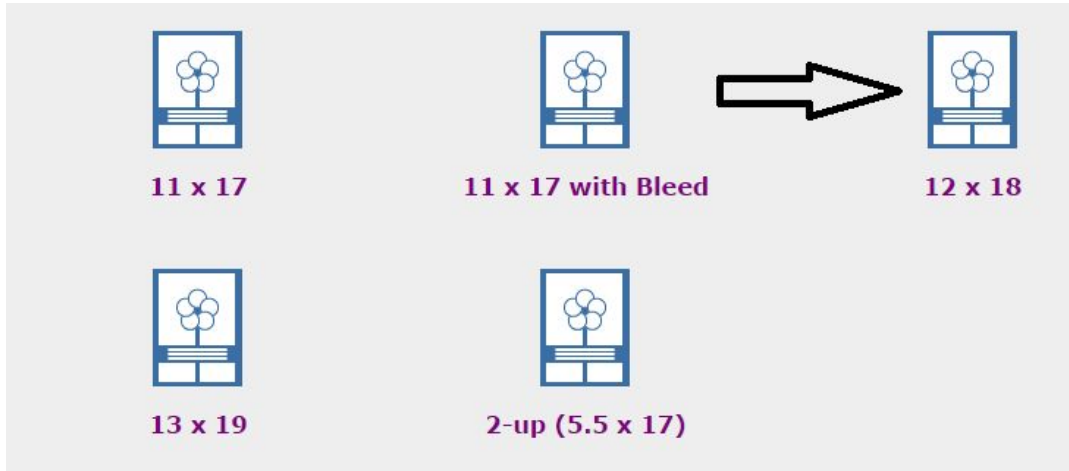 11 x 17
11 x 17 with Bleed
12 x 18
13 x 19
2-up (5.5 x 17)